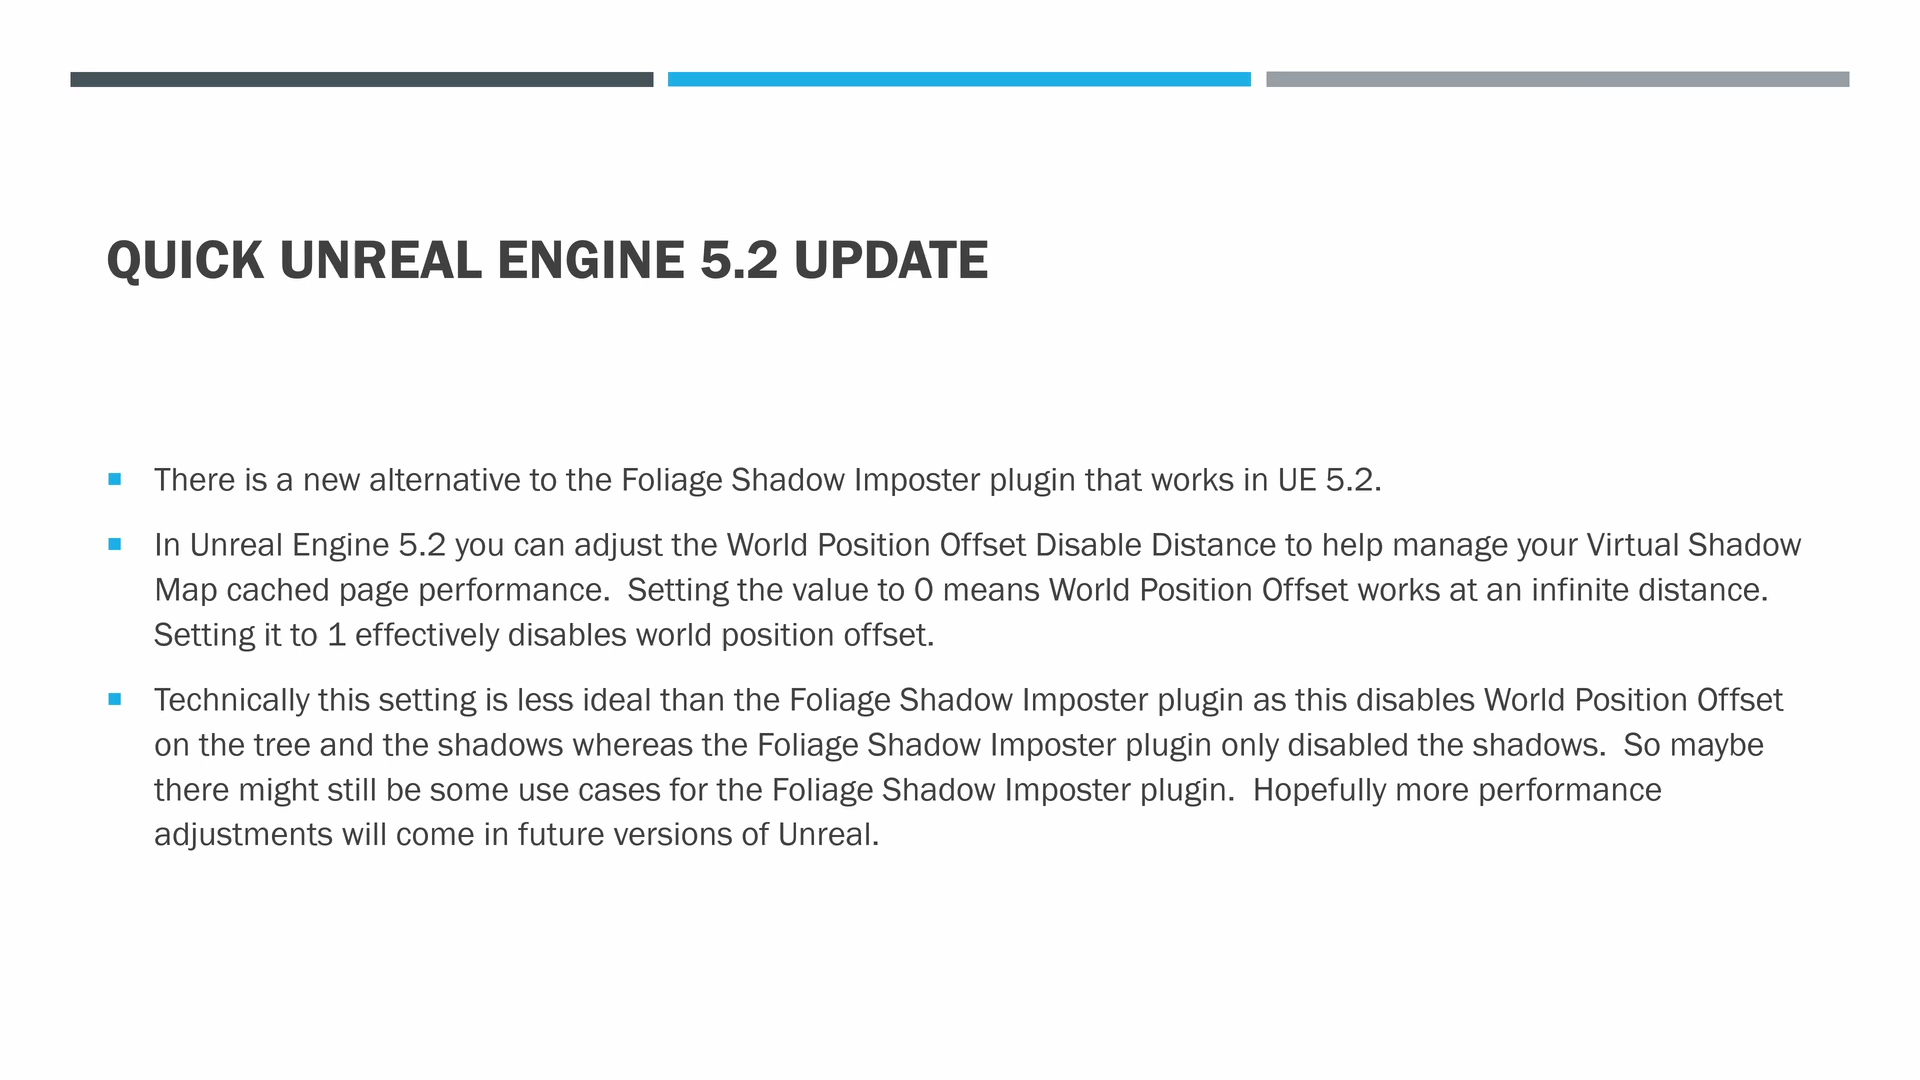 QUICK UNREAL ENGINE 5.2 UPDATE
There is a new alternative to the Foliage Shadow Imposter plugin that works in UE 5.2.
In Unreal Engine 5.2 you can adjust the World Position Offset Disable Distance to help manage your Virtual Shadow
Map cached page performance.  Setting the value to 0 means World Position Offset works at an infinite distance.
Setting it to 1 effectively disables world position offset.
Technically this setting is less ideal than the Foliage Shadow Imposter plugin as this disables World Position Offset
on the tree and the shadows whereas the Foliage Shadow Imposter plugin only disabled the shadows.  So maybe
there might still be some use cases for the Foliage Shadow Imposter plugin.  Hopefully more performance
adjustments will come in future versions of Unreal.